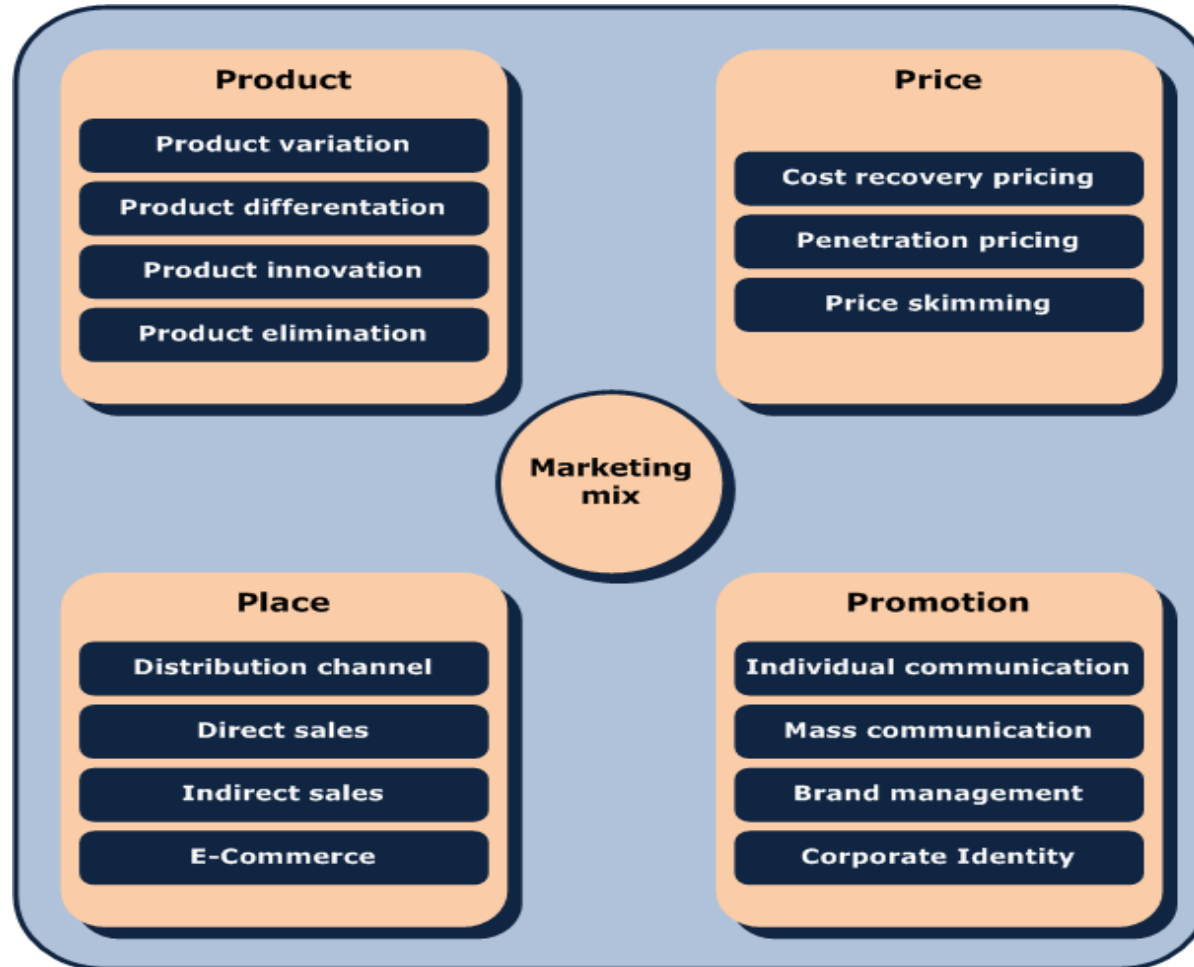 Product
Product variation
Product differentation
Product innovation
Product elimination
Price
Cost recovery pricing
Penetration pricing
Price skimming
Marketing
mix
Place
Distribution channel
Direct sales
Indirect sales
E-Commerce
Promotion
Individual communication
Mass communication
Brand management
Corporate Identity